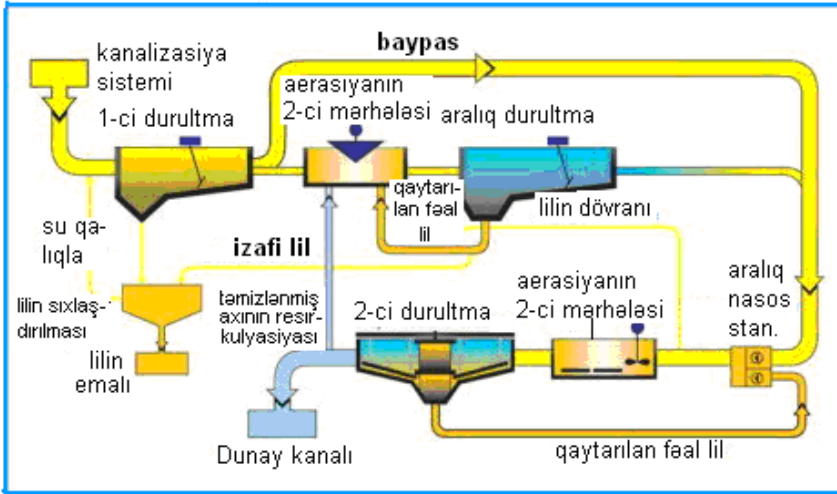 kanalizasiya
sistemi
baypas
1-ci durultma
aerasiyanın
2-ci mərhələsi
aralıq durultma
qaytarı-
lan fəal
lil
lilin dövranı
su qa-
lıqla
izafi lil
lilin sıxlaş-
dırılması
lilin
emalı
təmizlənmiş
axının resir-
kulyasiyası
2-ci durultma
aerasiyanın
2-ci mərhələsi
aralıq
nasos
stan.
Dunay kanalı
qaytarılan fəal lil